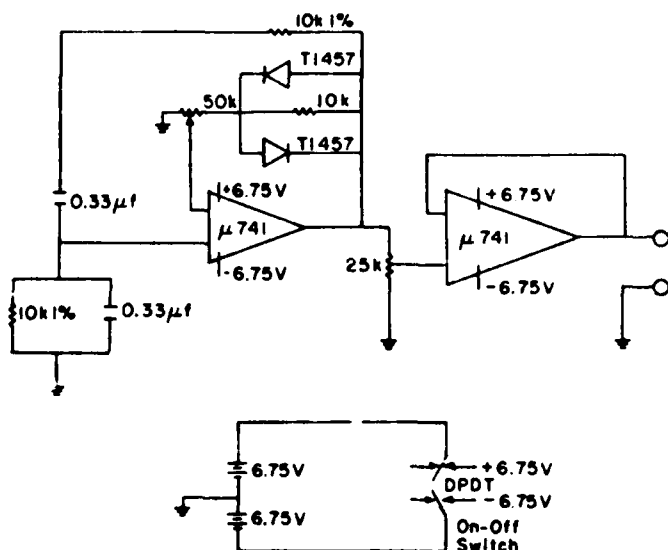 10k 1%
T1457
50k
10k
T1457
0.33μf
+6.75V
μ741
-6.75V
+6.75V
μ741
-6.75V
25k
10k 1%
0.33μf
6.75V
+6.75V
DPDT
6.75V
-6.75V
On-Off
Switch